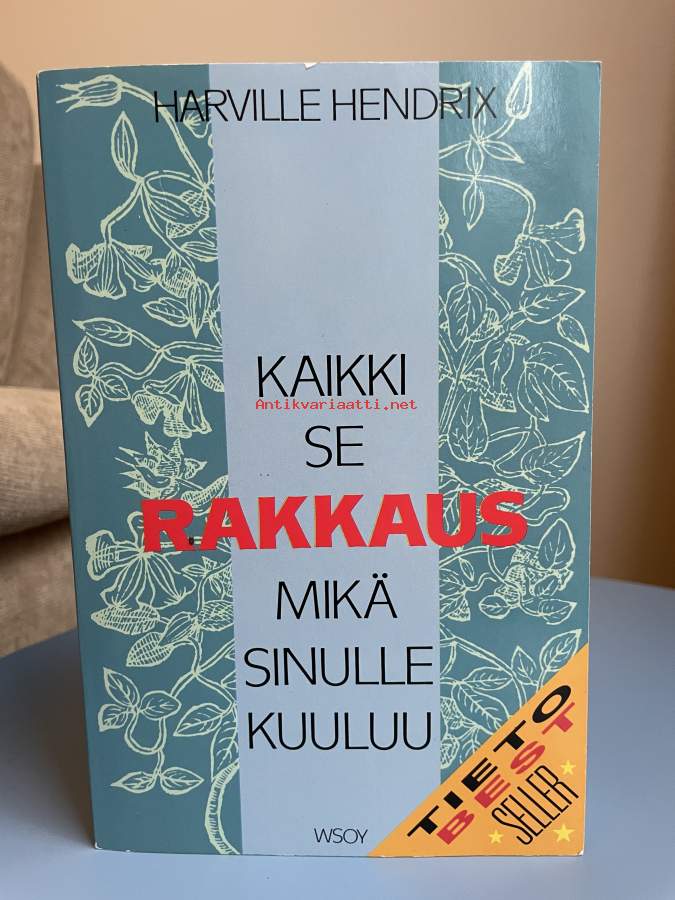 HARVILLE HENDRIX
KAIKKI
Antikvariaatti.net
SE
RAKKAUS
MIKÄ
SINULLE
KUULUU
TIETO
BEST
SELLER
WSOY